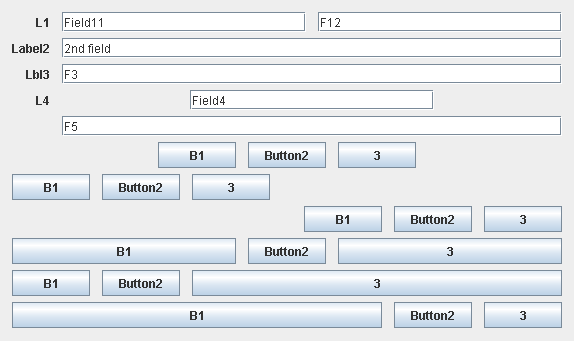 L1 Field11 F12
Label2 2nd field
Lbl3 F3
L4 Field4
F5
B1 Button2 3
B1 Button2 3
B1 Button2 3
B1 Button2 3
B1 Button2 3
B1 Button2 3